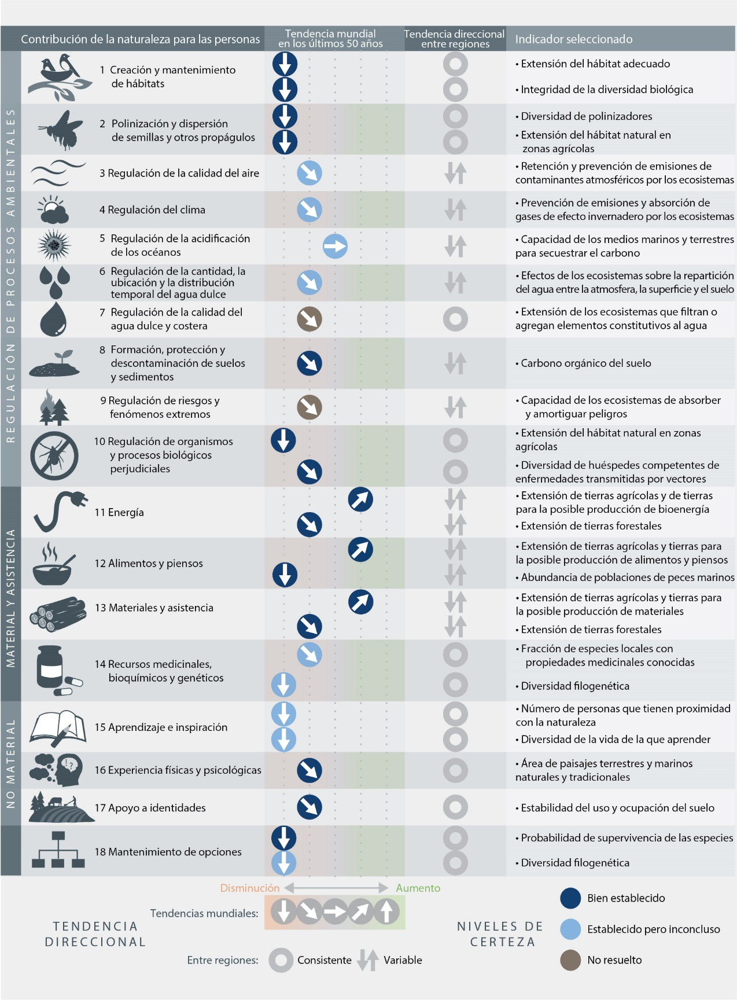 Contribución de la naturaleza para las personas
Tendencia mundial
en los últimos 50 años
Tendencia direccional
entre regiones
Indicador seleccionado
REGULACIÓN DE PROCESOS AMBIENTALES
1 Creación y mantenimiento
de hábitats
• Extensión del hábitat adecuado
• Integridad de la diversidad biológica
2 Polinización y dispersión
de semillas y otros propágulos
• Diversidad de polinizadores
• Extensión del hábitat natural en
zonas agrícolas
3 Regulación de la calidad del aire
• Retención y prevención de emisiones de
contaminantes atmosféricos por los ecosistemas
4 Regulación del clima
• Prevención de emisiones y absorción de
gases de efecto invernadero por los ecosistemas
5 Regulación de la acidificación
de los océanos
• Capacidad de los medios marinos y terrestres
para secuestrar el carbono
6 Regulación de la cantidad, la
ubicación y la distribución
temporal del agua dulce
• Efectos de los ecosistemas sobre la repartición
del agua entre la atmosfera, la superficie y el suelo
7 Regulación de la calidad del
agua dulce y costera
• Extensión de los ecosistemas que filtran o
agregan elementos constitutivos al agua
8 Formación, protección y
descontaminación de suelos
y sedimentos
• Carbono orgánico del suelo
9 Regulación de riesgos y
fenómenos extremos
• Capacidad de los ecosistemas de absorber
y amortiguar peligros
10 Regulación de organismos
y procesos biológicos
perjudiciales
• Extensión del hábitat natural en zonas
agrícolas
• Diversidad de huéspedes competentes de
enfermedades transmitidas por vectores
MATERIAL Y ASISTENCIA
11 Energía
• Extensión de tierras agrícolas y de tierras
para la posible producción de bioenergía
• Extensión de tierras forestales
12 Alimentos y piensos
• Extensión de tierras agrícolas y tierras para
la posible producción de alimentos y piensos
• Abundancia de poblaciones de peces marinos
13 Materiales y asistencia
• Extensión de tierras agrícolas y tierras para
la posible producción de materiales
• Extensión de tierras forestales
14 Recursos medicinales,
bioquímicos y genéticos
• Fracción de especies locales con
propiedades medicinales conocidas
• Diversidad filogenética
NO MATERIAL
15 Aprendizaje e inspiración
• Número de personas que tienen proximidad
con la naturaleza
• Diversidad de la vida de la que aprender
16 Experiencia físicas y psicológicas
• Área de paisajes terrestres y marinos
naturales y tradicionales
17 Apoyo a identidades
• Estabilidad del uso y ocupación del suelo
18 Mantenimiento de opciones
• Probabilidad de supervivencia de las especies
• Diversidad filogenética
Disminución
Aumento
Tendencias mundiales:
TENDENCIA
DIRECCIONAL
Entre regiones:
Consistente
Variable
NIVELES DE
CERTEZA
Bien establecido
Establecido pero inconcluso
No resuelto